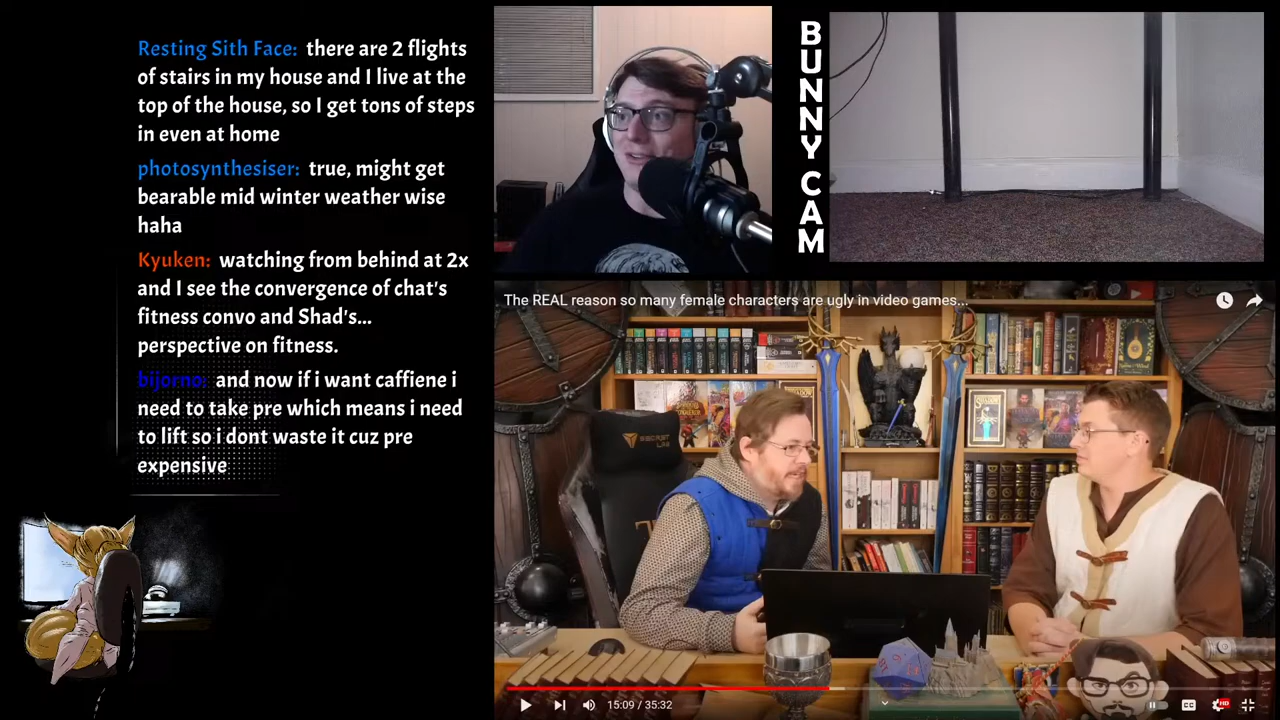 Resting Sith Face: there are 2 flights
of stairs in my house and I live at the
top of the house, so I get tons of steps
in even at home
photosynthesiser: true, might get
bearable mid winter weather wise
haha
Kyuken: watching from behind at 2x
and I see the convergence of chat's
fitness convo and Shad's...
perspective on fitness.
bijorno: and now if i want caffiene i
need to take pre which means i need
to lift so i dont waste it cuz pre
expensive
BUNNY CAM
The REAL reason so many female characters are ugly in video games...
SECRETLAB
15:09 / 35:32
CC
HD